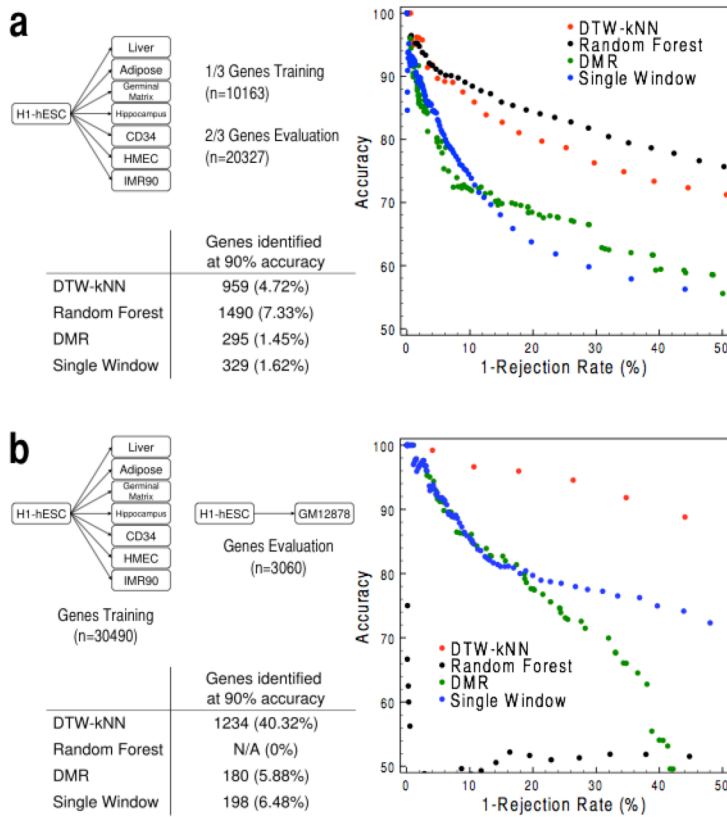 a
H1-hESC
Liver
Adipose
Germinal
Matrix
Hippocampus
CD34
HMEC
IMR90
1/3 Genes Training
(n=10163)
2/3 Genes Evaluation
(n=20327)
Genes identified
at 90% accuracy
DTW-kNN 959 (4.72%)
Random Forest 1490 (7.33%)
DMR 295 (1.45%)
Single Window 329 (1.62%)
Accuracy
100
90
80
70
60
50
0 10 20 30 40 50
1-Rejection Rate (%)
DTW-kNN
Random Forest
DMR
Single Window
b
H1-hESC
Liver
Adipose
Germinal
Matrix
Hippocampus
CD34
HMEC
IMR90
Genes Training
(n=30490)
H1-hESC GM12878
Genes Evaluation
(n=3060)
Genes identified
at 90% accuracy
DTW-kNN 1234 (40.32%)
Random Forest N/A (0%)
DMR 180 (5.88%)
Single Window 198 (6.48%)
Accuracy
100
90
80
70
60
50
0 10 20 30 40 50
1-Rejection Rate (%)
DTW-kNN
Random Forest
DMR
Single Window